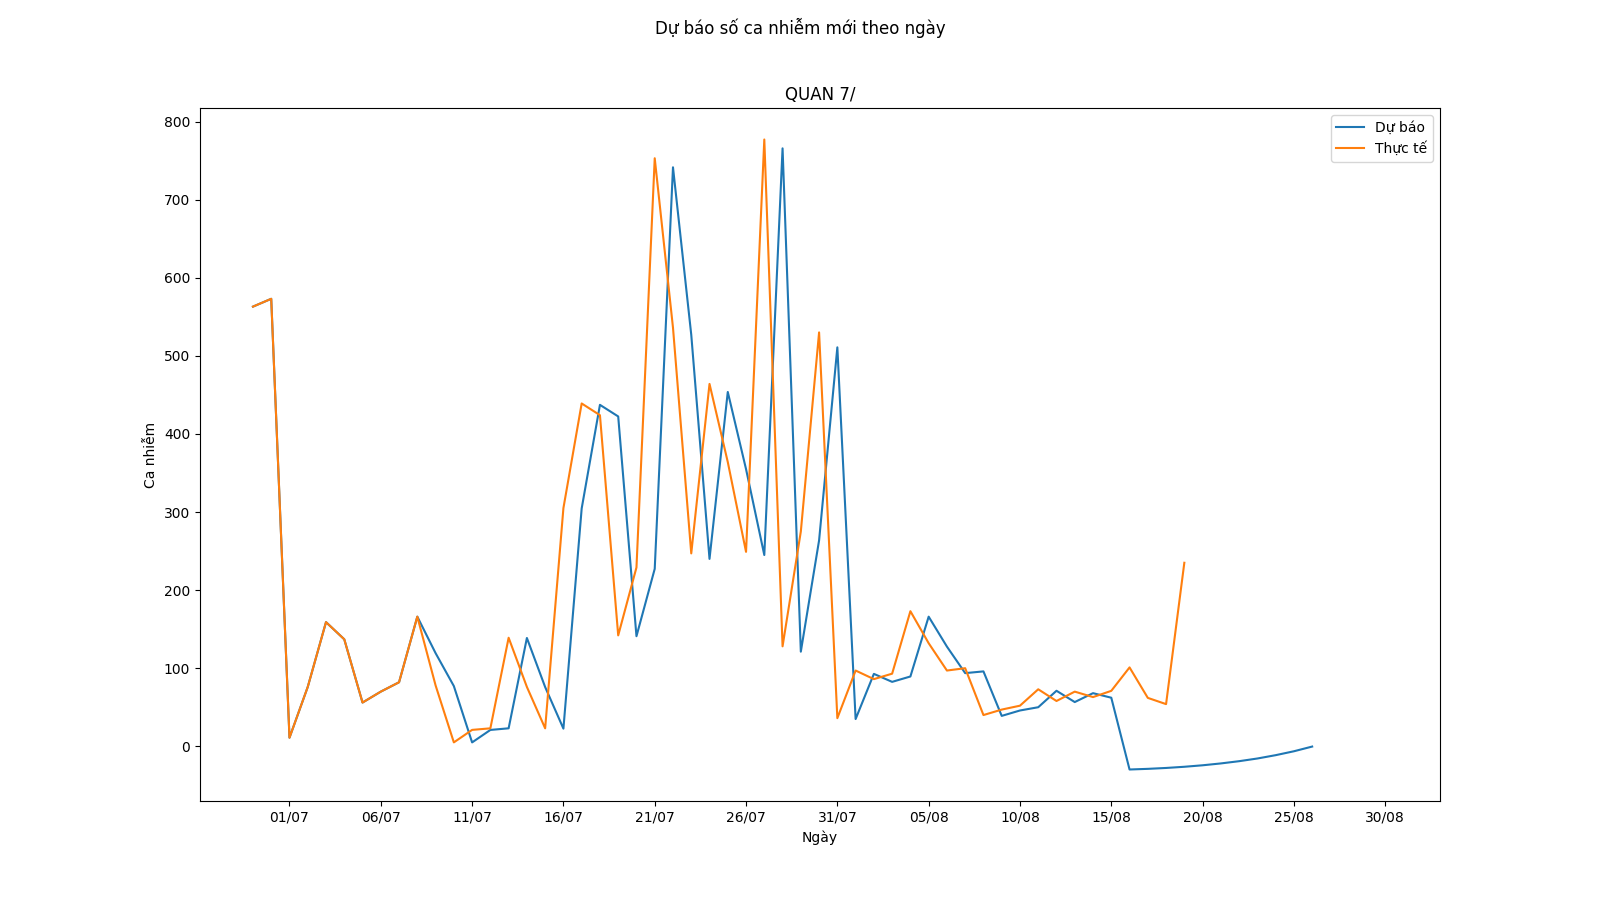 Dự báo số ca nhiễm mới theo ngày
QUAN 7/
Dự báo
Thực tế
Ca nhiễm
800
700
600
500
400
300
200
100
0
01/07 06/07 11/07 16/07 21/07 26/07 31/07 05/08 10/08 15/08 20/08 25/08 30/08
Ngày